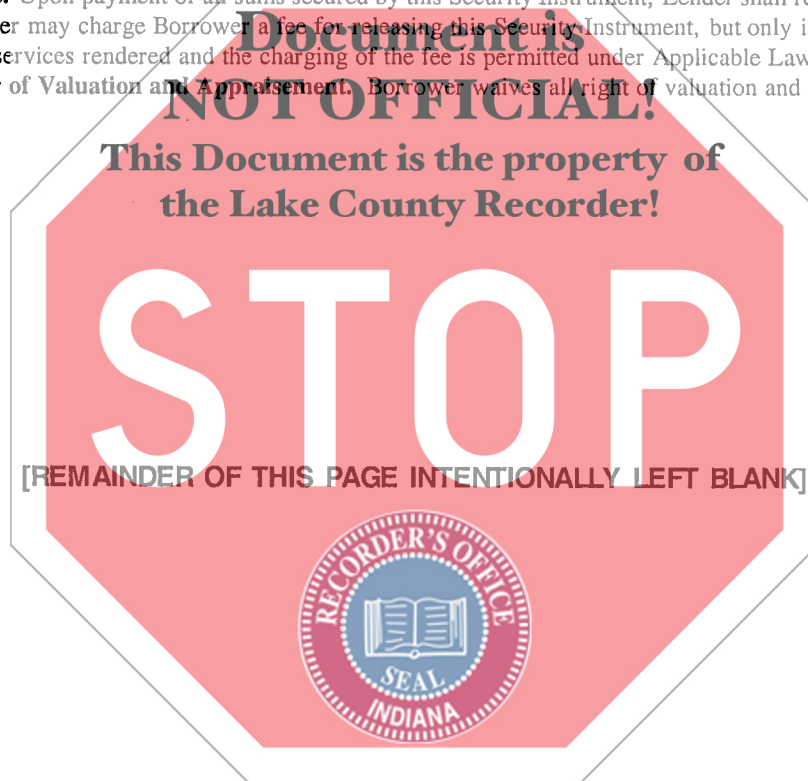 Upon payment of all sums secured by this Security Instrument, Lender shall
er may charge Borrower a fee for releasing this Security Instrument, but only i
services rendered and the charging of the fee is permitted under Applicable Law
r of Valuation and Appraisement. Borrower waives all right of valuation and
Document is
NOT OFFICIAL!
This Document is the property of
the Lake County Recorder!
STOP
[REMAINDER OF THIS PAGE INTENTIONALLY LEFT BLANK]
RECORDER'S OFFICE
SEAL
INDIANA